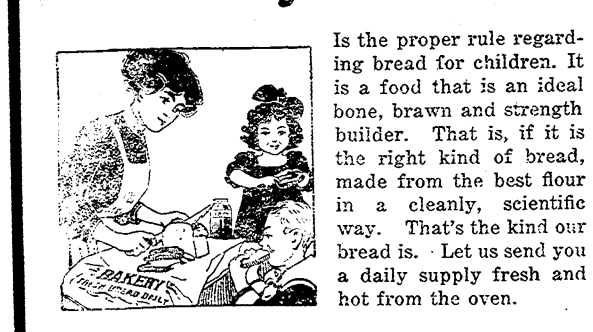 Is the proper rule regard-
ing bread for children. It
is a food that is an ideal
bone, brawn and strength
builder. That is, if it is
the right kind of bread,
made from the best flour
in a cleanly, scientific
way. That's the kind our
bread is. Let us send you
a daily supply fresh and
hot from the oven.
BAKERY
FRESH BREAD DAILY